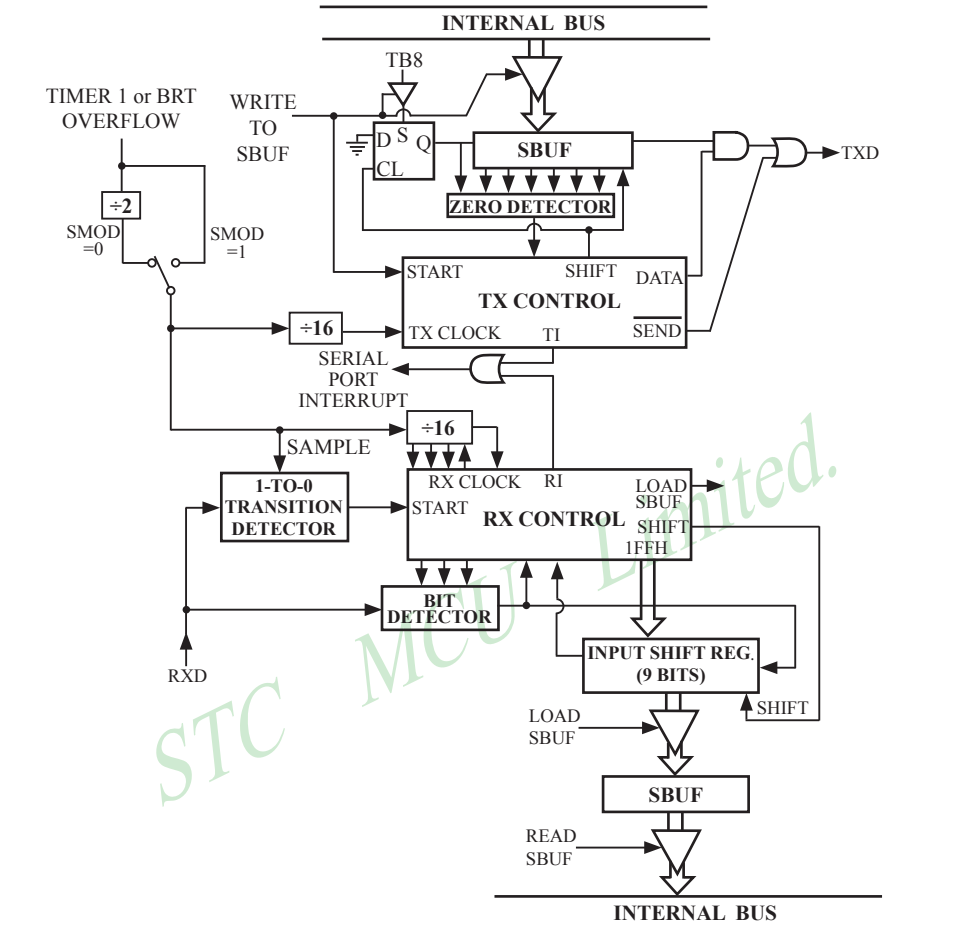 INTERNAL BUS
TB8
TIMER 1 or BRT
OVERFLOW
WRITE
TO
SBUF
D S Q
CL
SBUF
TXD
÷2
ZERO DETECTOR
SMOD
=0
SMOD
=1
START
SHIFT
DATA
TX CONTROL
÷16
TX CLOCK
TI
SEND
SERIAL
PORT
INTERRUPT
÷16
SAMPLE
RX CLOCK
RI
1-TO-0
TRANSITION
DETECTOR
START
RX CONTROL
LOAD
SBUF
SHIFT
1FFH
BIT
DETECTOR
RXD
INPUT SHIFT REG.
(9 BITS)
SHIFT
LOAD
SBUF
SBUF
READ
SBUF
INTERNAL BUS
STC MCU Limited.